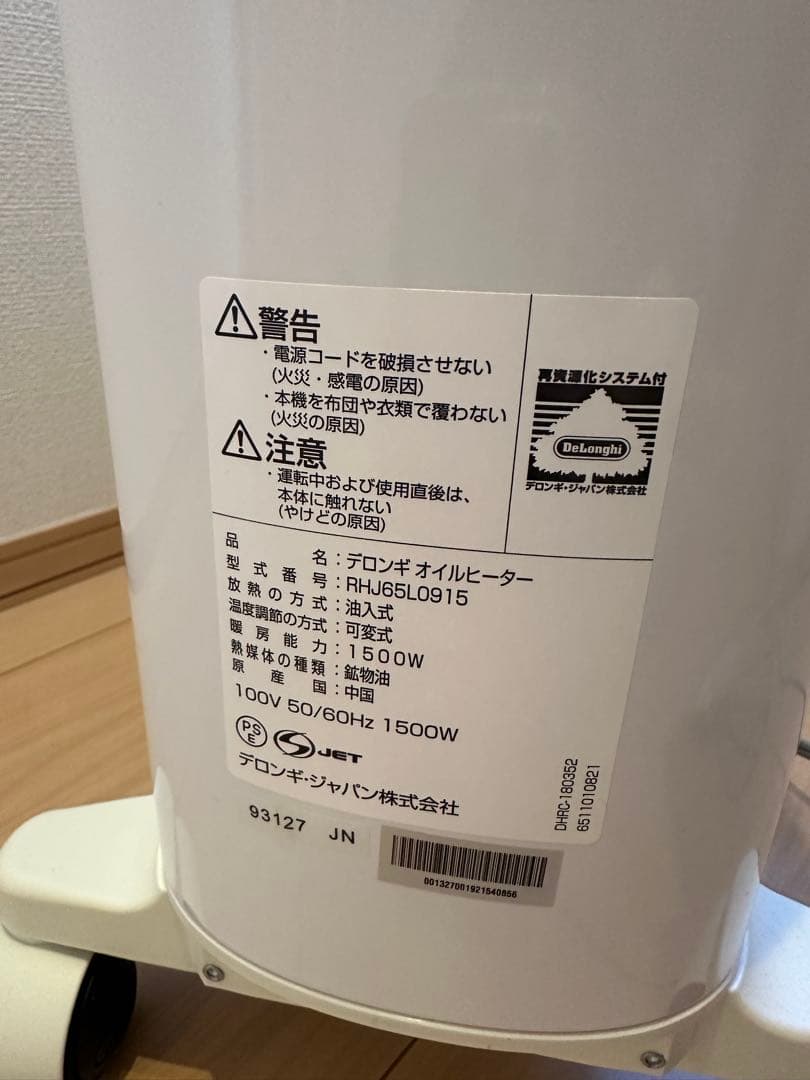 警告
・電源コードを破損させない
(火災・感電の原因)
・本機を布団や衣類で覆わない
(火災の原因)
注意
・運転中および使用直後は、
本体に触れない
(やけどの原因)
再資源化システム付
DeLonghi
デロンギ・ジャパン株式会社
品名：デロンギ オイルヒーター
型式番号：RHJ65L0915
放熱の方式：油入式
温度調節の方式：可変式
暖房能力：1500W
熱媒体の種類：鉱物油
原産国：中国
100V 50/60Hz 1500W
PS
E
JET
デロンギ・ジャパン株式会社
DHRC-180352
6511010821
93127 JN
001327001921540856